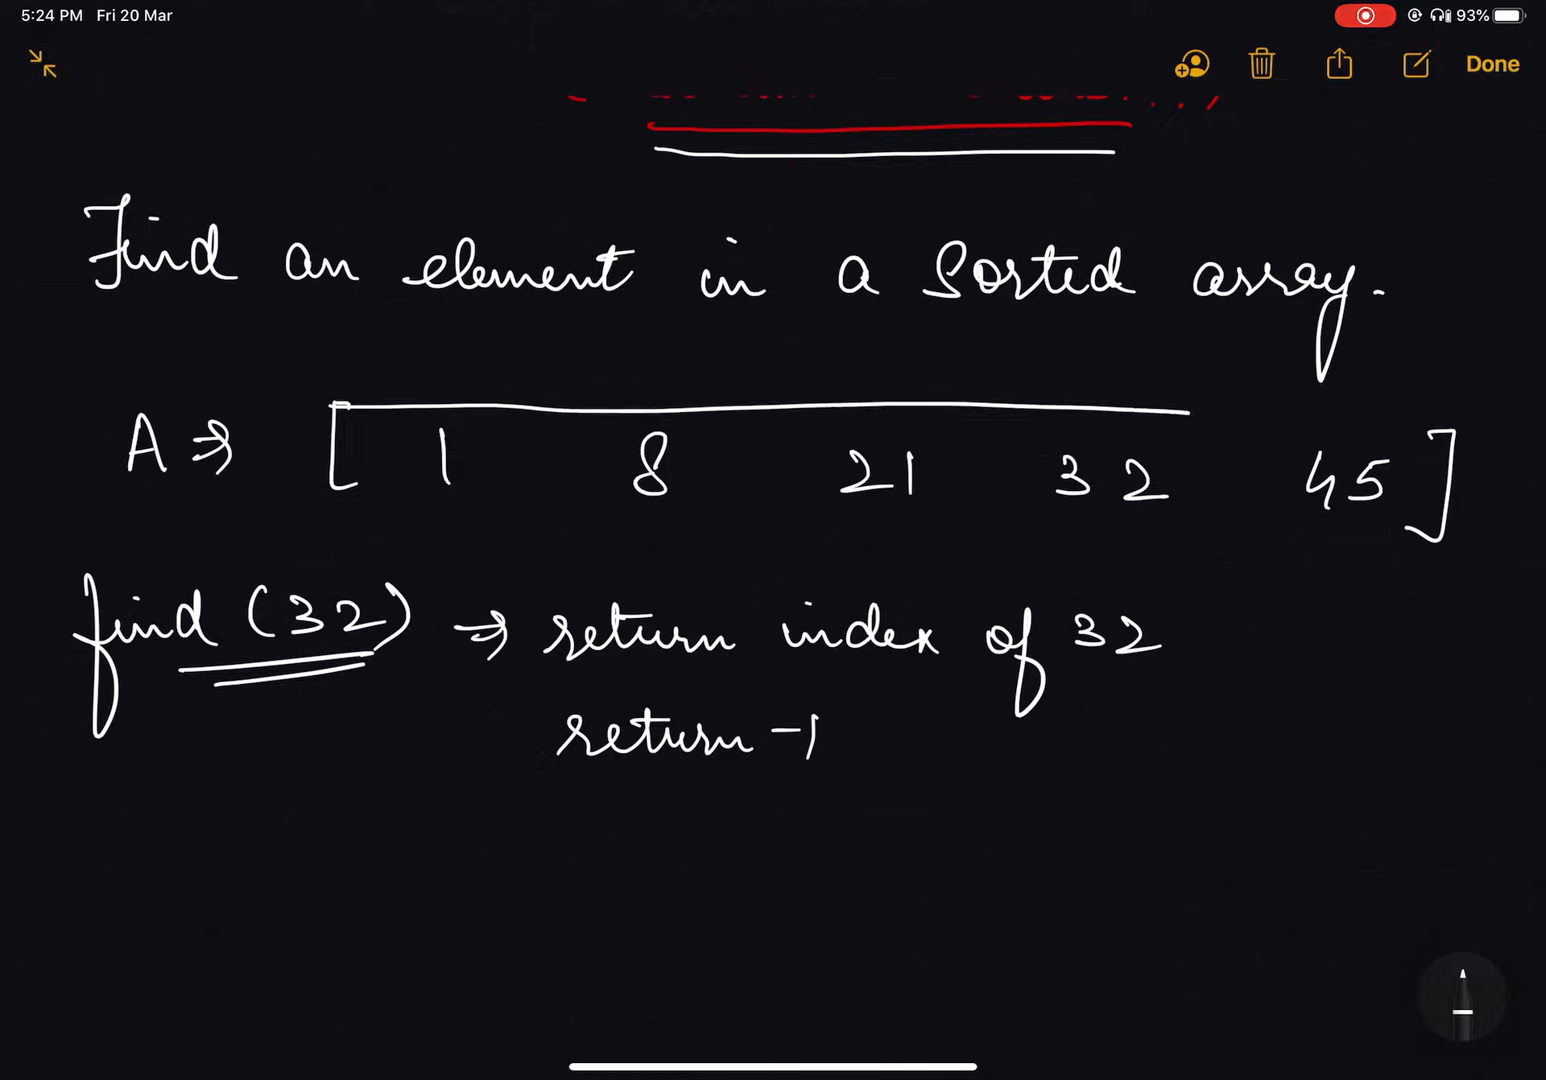 5:24 PM Fri 20 Mar 93%
Done
Find an element in a Sorted array.
A → [ 1 8 21 32 45 ]
find (32) → return index of 32
return -1